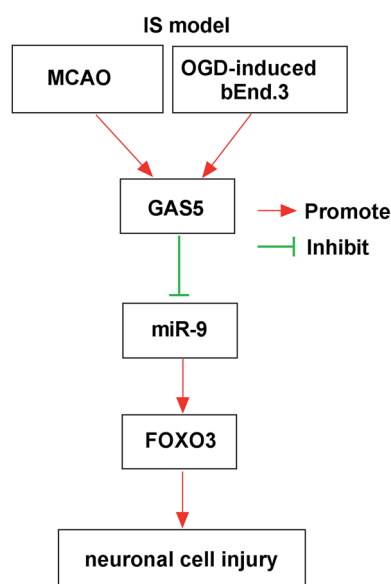 IS model
MCAO
OGD-induced
bEnd.3
GAS5
Promote
Inhibit
miR-9
FOXO3
neuronal cell injury